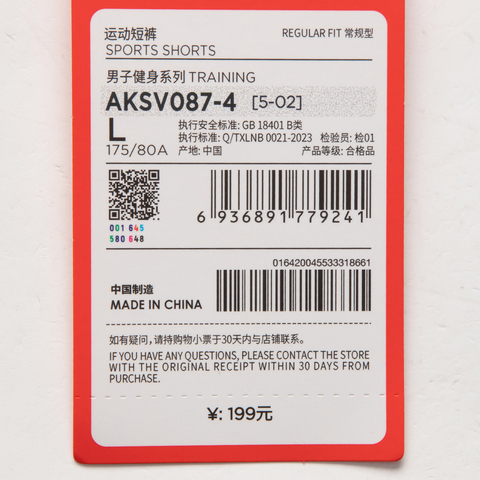 运动短裤 REGULAR FIT 常规型
SPORTS SHORTS
男子健身系列 TRAINING
AKSV087-4 [5-02]
L 执行安全标准: GB 18401 B类
执行标准: Q/TXLNB 0021-2023 检验员: 检01
175/80A 产地: 中国 产品等级: 合格品
001 645
580 648
6 936891 779241
016420045533318661
中国制造
MADE IN CHINA
如有疑问,请持购物小票于30天内与店铺联系。
IF YOU HAVE ANY QUESTIONS, PLEASE CONTACT THE STORE
WITH THE ORIGINAL RECEIPT WITHIN 30 DAYS FROM
PURCHASE.
¥: 199元